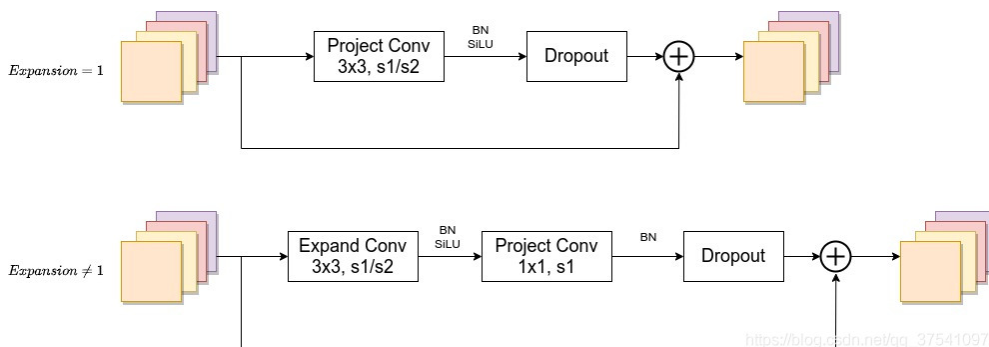 Expansion = 1
Project Conv
3x3, s1/s2
BN
SiLU
Dropout
Expansion ≠ 1
Expand Conv
3x3, s1/s2
BN
SiLU
Project Conv
1x1, s1
BN
Dropout
https://blog.csdn.net/qq_37541097